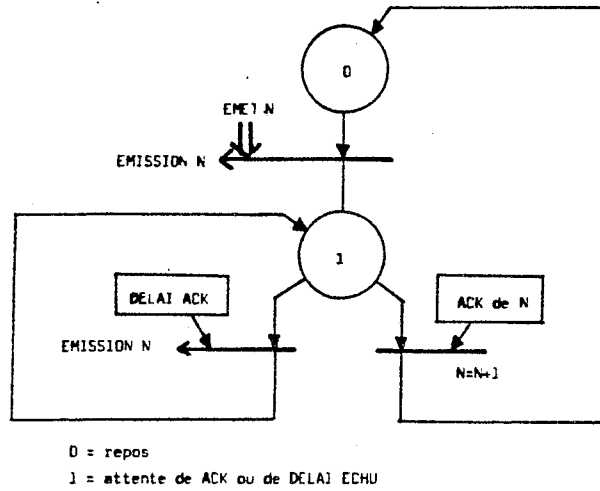 0
EMET N
EMISSION N
1
DELAI ACK
ACK de N
EMISSION N
N=N+1
0 = repos
1 = attente de ACK ou de DELAI ECHU